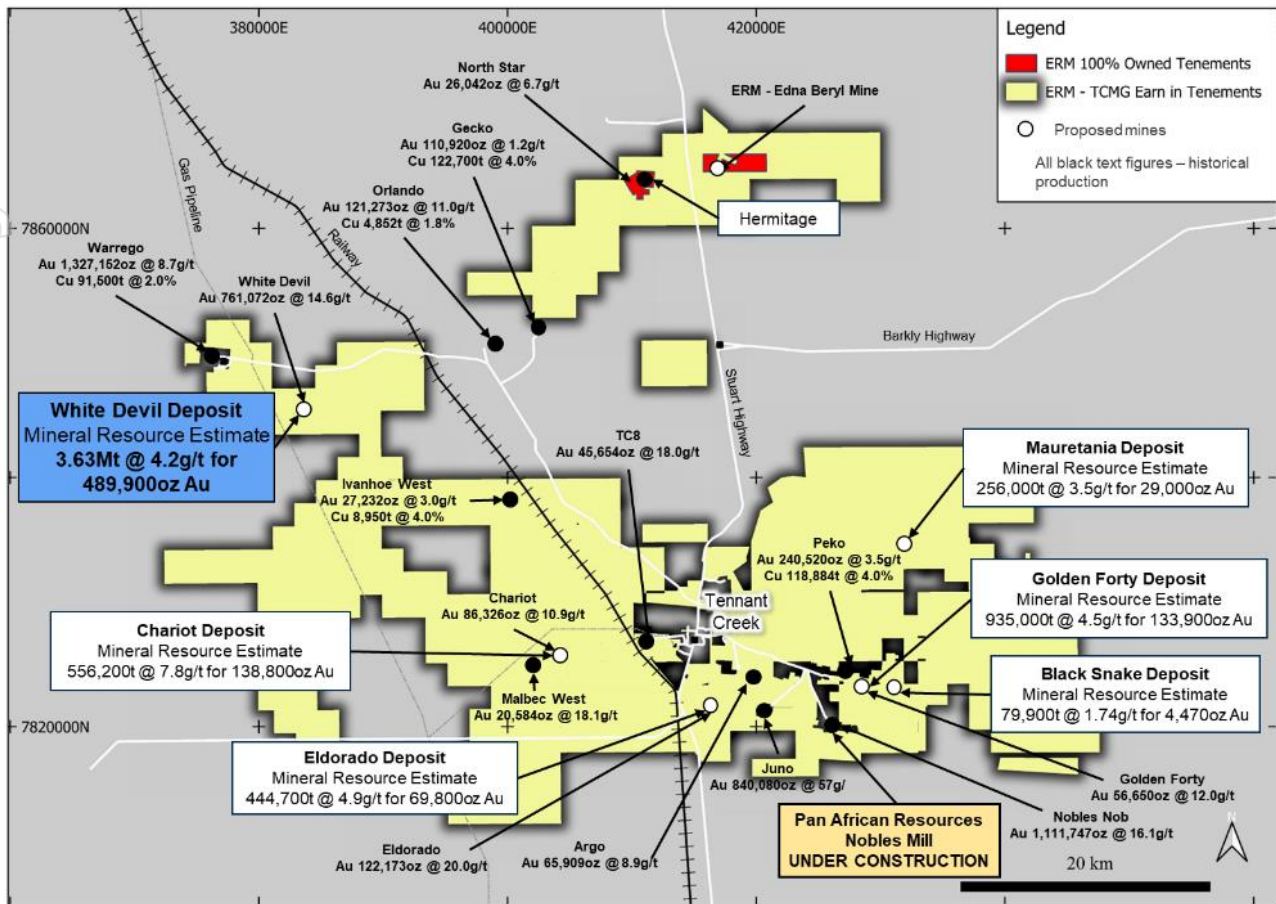 380000E
400000E
420000E
Legend
ERM 100% Owned Tenements
ERM - TCMG Earn in Tenements
Proposed mines
All black text figures – historical
production
North Star
Au 26,042oz @ 6.7g/t
ERM - Edna Beryl Mine
Gecko
Au 110,920oz @ 1.2g/t
Cu 122,700t @ 4.0%
Orlando
Au 121,273oz @ 11.0g/t
Cu 4,852t @ 1.8%
Hermitage
Gas Pipeline
Railway
7860000N
Warrego
Au 1,327,152oz @ 8.7g/t
Cu 91,500t @ 2.0%
White Devil
Au 761,072oz @ 14.6g/t
Barkly Highway
Stuart Highway
White Devil Deposit
Mineral Resource Estimate
3.63Mt @ 4.2g/t for
489,900oz Au
TC8
Au 45,654oz @ 18.0g/t
Mauretania Deposit
Mineral Resource Estimate
256,000t @ 3.5g/t for 29,000oz Au
Ivanhoe West
Au 27,232oz @ 3.0g/t
Cu 8,950t @ 4.0%
Peko
Au 240,520oz @ 3.5g/t
Cu 118,884t @ 4.0%
Golden Forty Deposit
Mineral Resource Estimate
935,000t @ 4.5g/t for 133,900oz Au
Chariot
Au 86,326oz @ 10.9g/t
Tennant
Creek
Chariot Deposit
Mineral Resource Estimate
556,200t @ 7.8g/t for 138,800oz Au
Black Snake Deposit
Mineral Resource Estimate
79,900t @ 1.74g/t for 4,470oz Au
Malbec West
Au 20,584oz @ 18.1g/t
7820000N
Eldorado Deposit
Mineral Resource Estimate
444,700t @ 4.9g/t for 69,800oz Au
Juno
Au 840,080oz @ 57g/
Golden Forty
Au 56,650oz @ 12.0g/t
Pan African Resources
Nobles Mill
UNDER CONSTRUCTION
Nobles Nob
Au 1,111,747oz @ 16.1g/t
Eldorado
Au 122,173oz @ 20.0g/t
Argo
Au 65,909oz @ 8.9g/t
N
20 km